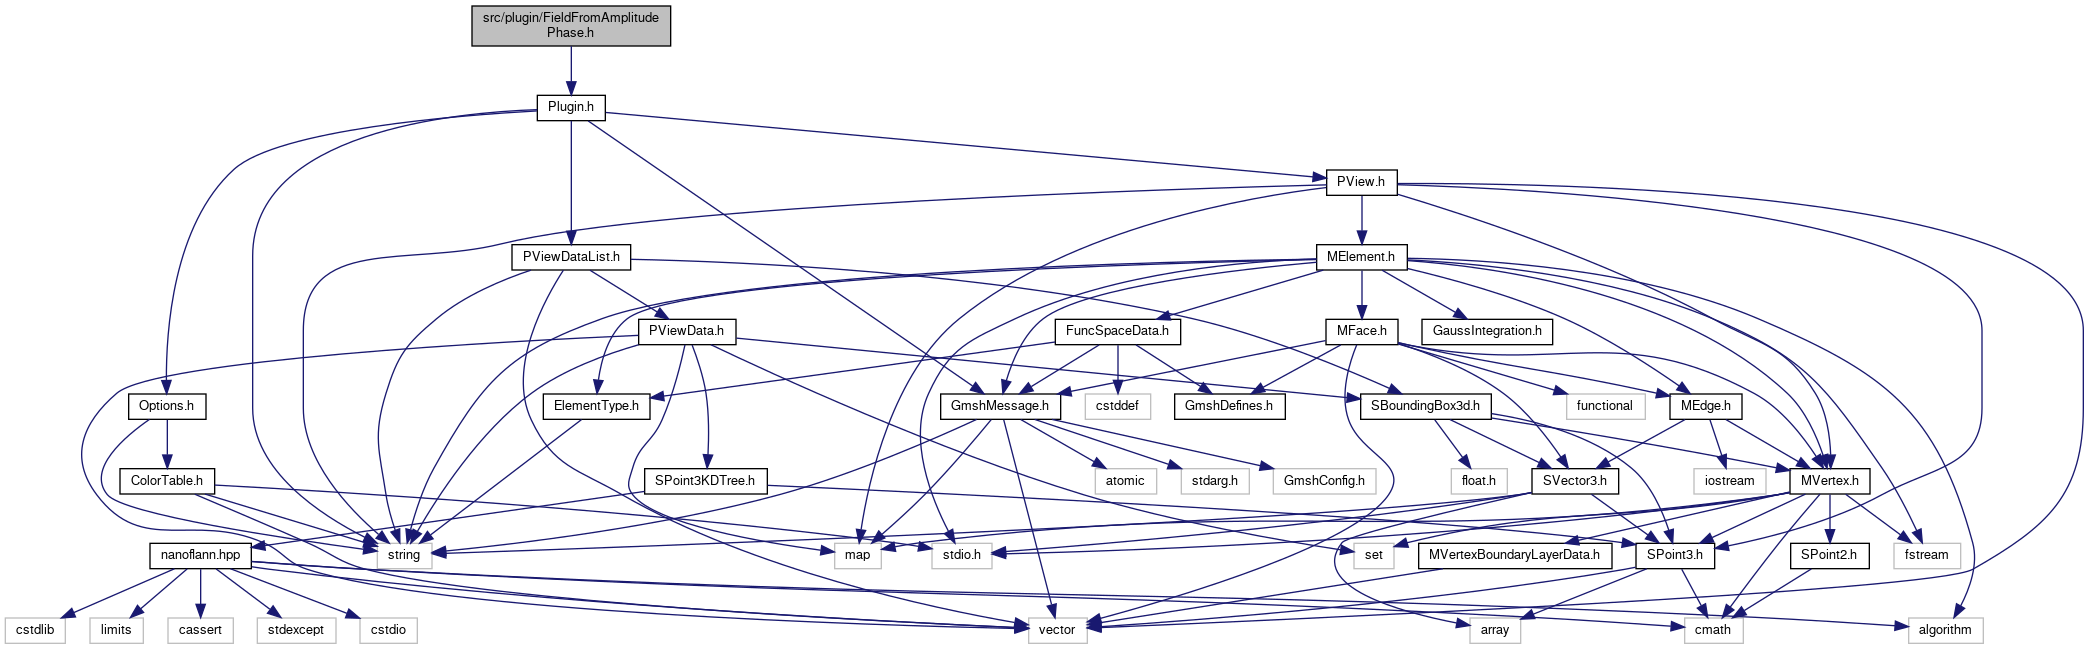 src/plugin/FieldFromAmplitude
Phase.h
Plugin.h
PView.h
PViewDataList.h
MElement.h
PViewData.h
FuncSpaceData.h
MFace.h
GaussIntegration.h
Options.h
ElementType.h
GmshMessage.h
cstddef
GmshDefines.h
SBoundingBox3d.h
functional
MEdge.h
ColorTable.h
SPoint3KDTree.h
atomic
stdarg.h
GmshConfig.h
float.h
SVector3.h
iostream
MVertex.h
nanoflann.hpp
string
map
stdio.h
set
MVertexBoundaryLayerData.h
SPoint3.h
SPoint2.h
fstream
cstdlib
limits
cassert
stdexcept
cstdio
vector
array
cmath
algorithm